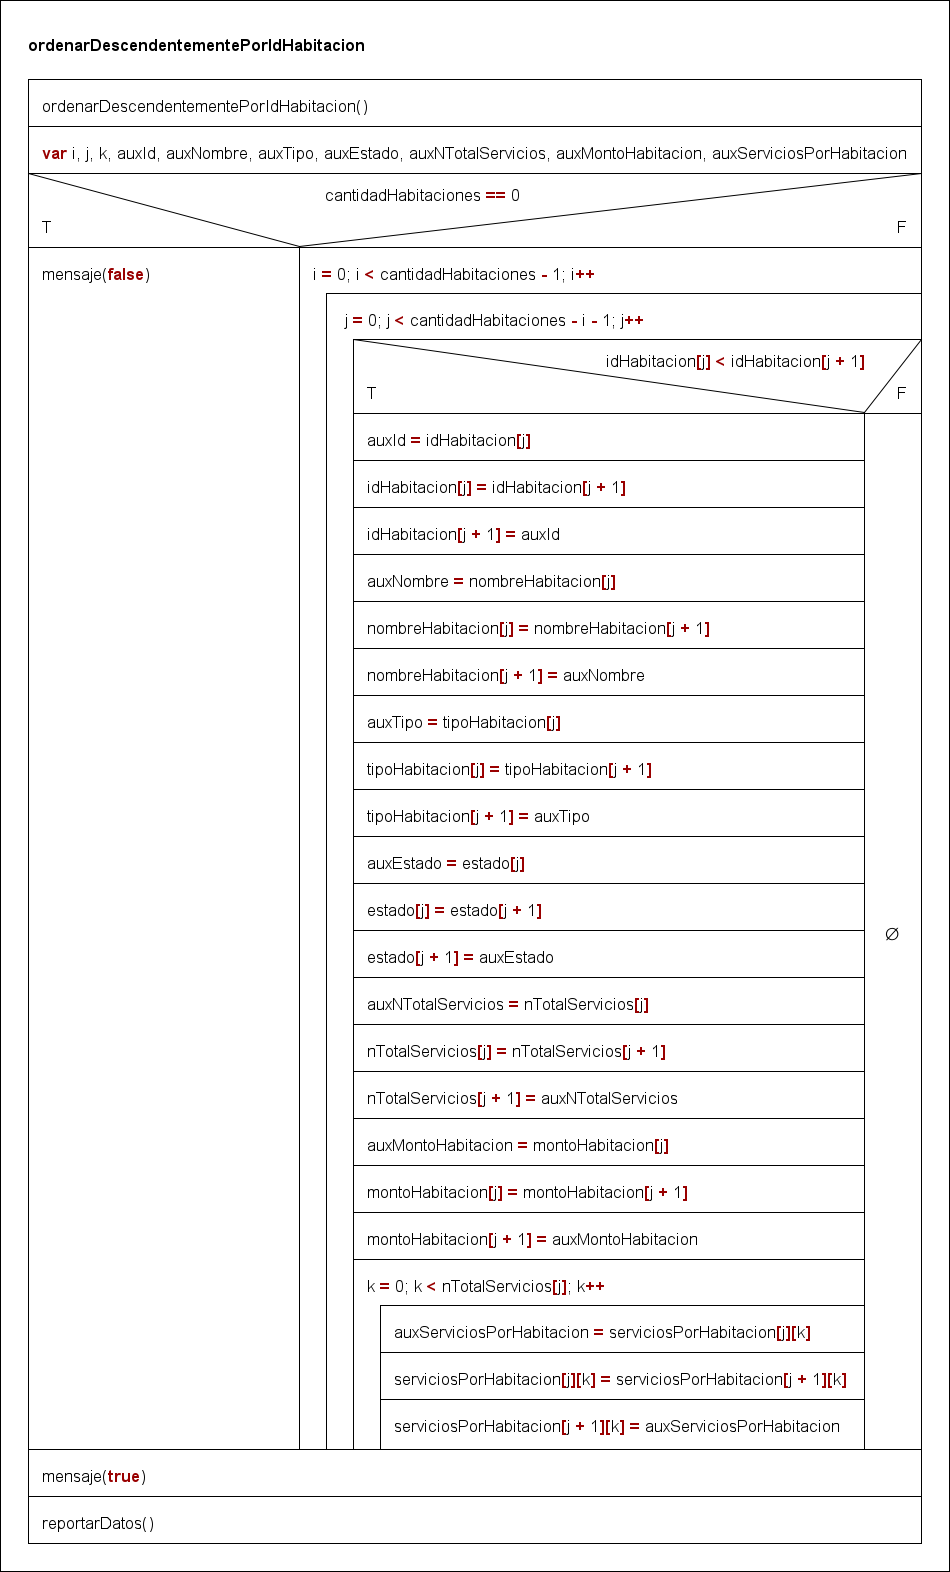 ordenarDescendentementePorIdHabitacion
ordenarDescendentementePorIdHabitacion()
var i, j, k, auxId, auxNombre, auxTipo, auxEstado, auxNTotalServicios, auxMontoHabitacion, auxServiciosPorHabitacion
cantidadHabitaciones == 0
T F
mensaje(false) i = 0; i < cantidadHabitaciones - 1; i++
j = 0; j < cantidadHabitaciones - i - 1; j++
idHabitacion[j] < idHabitacion[j + 1]
T F
auxId = idHabitacion[j]
idHabitacion[j] = idHabitacion[j + 1]
idHabitacion[j + 1] = auxId
auxNombre = nombreHabitacion[j]
nombreHabitacion[j] = nombreHabitacion[j + 1]
nombreHabitacion[j + 1] = auxNombre
auxTipo = tipoHabitacion[j]
tipoHabitacion[j] = tipoHabitacion[j + 1]
tipoHabitacion[j + 1] = auxTipo
auxEstado = estado[j]
estado[j] = estado[j + 1]
∅
estado[j + 1] = auxEstado
auxNTotalServicios = nTotalServicios[j]
nTotalServicios[j] = nTotalServicios[j + 1]
nTotalServicios[j + 1] = auxNTotalServicios
auxMontoHabitacion = montoHabitacion[j]
montoHabitacion[j] = montoHabitacion[j + 1]
montoHabitacion[j + 1] = auxMontoHabitacion
k = 0; k < nTotalServicios[j]; k++
auxServiciosPorHabitacion = serviciosPorHabitacion[j][k]
serviciosPorHabitacion[j][k] = serviciosPorHabitacion[j + 1][k]
serviciosPorHabitacion[j + 1][k] = auxServiciosPorHabitacion
mensaje(true)
reportarDatos()